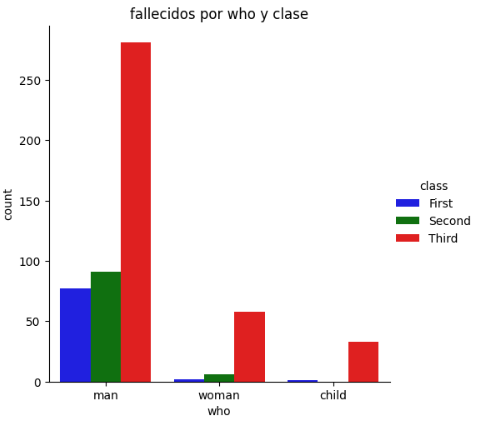 fallecidos por who y clase
count
250
200
150
100
50
0
man
woman
child
who
class
First
Second
Third